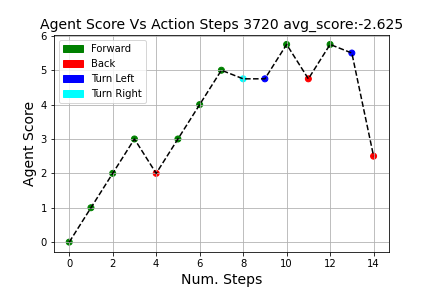 Agent Score Vs Action Steps 3720 avg_score:-2.625
6
5
4
3
2
1
0
Agent Score
Forward
Back
Turn Left
Turn Right
0 2 4 6 8 10 12 14
Num. Steps